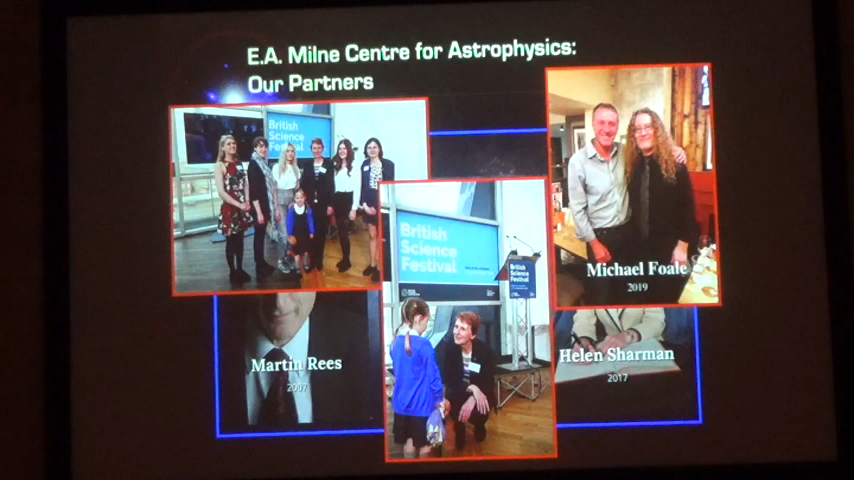 E.A. Milne Centre for Astrophysics:
Our Partners
British
Science
Festival
British
Science
Festival
British
Science
Festival
Michael Foale
2019
Martin Rees
2007
Helen Sharman
2017